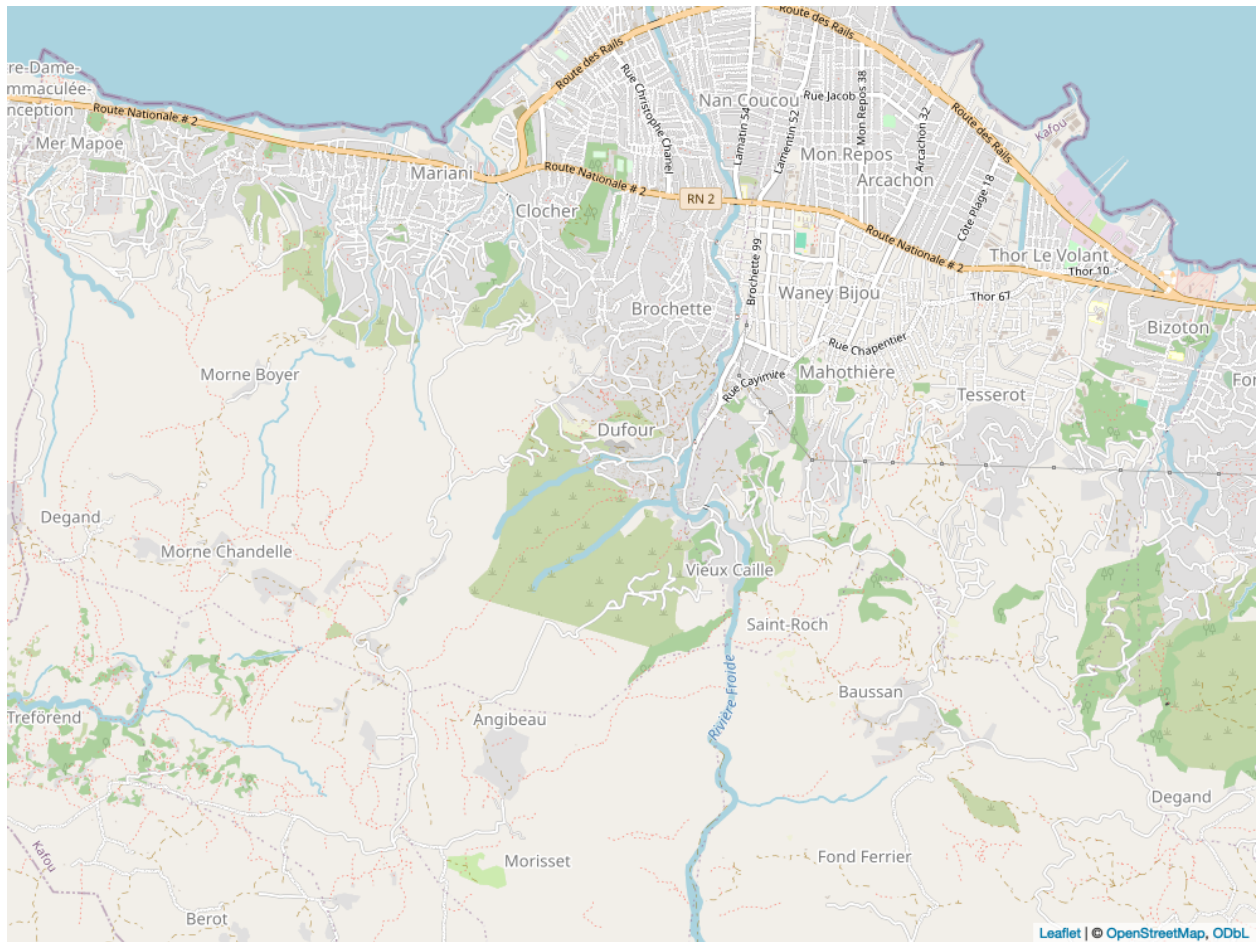 Route des Rails
re-Dame-
mmaculée-
nception
Route Nationale # 2
Mer Mapoe
Mariani
Route des Rails
Rue Christophe Chanel
Nan Coucou
Rue Jacob
Lamatin 54
Lamentin 52
Mon Repos 38
Arcachon 32
Mon Repos
Arcachon
Route des Rails
Kafou
Route Nationale # 2
RN 2
Clocher
Côte Plage 18
Route Nationale # 2
Thor Le Volant
Thor 10
Brochette 99
Waney Bijou
Thor 67
Brochette
Bizoton
Rue Chapentier
Morne Boyer
Rue Cayimite
Mahothière
Tesserot
For
Dufour
Degand
Morne Chandelle
Vieux Caille
Saint-Roch
Rivière Froide
Baussan
Treforend
Angibeau
Degand
Kafou
Morisset
Fond Ferrier
Berot
Leaflet | © OpenStreetMap, ODbL